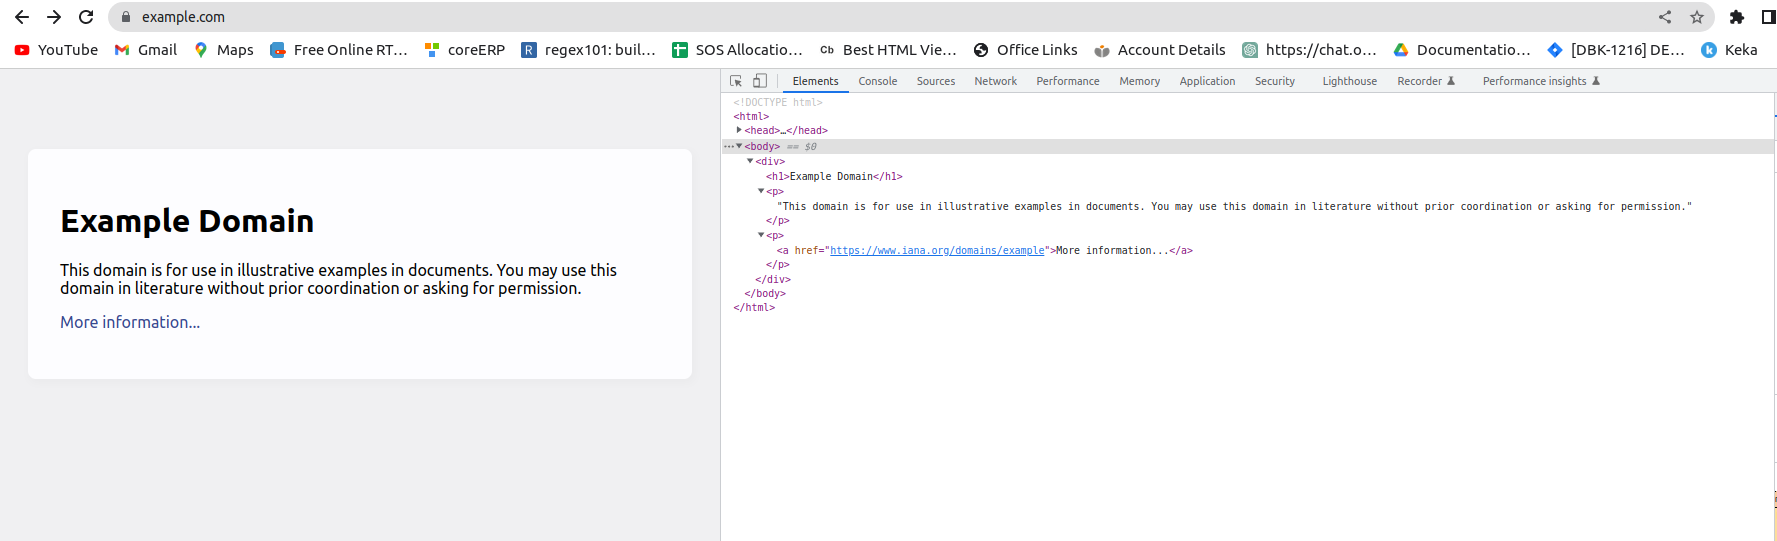 example.com
YouTube Gmail Maps Free Online RT... coreERP regex101: buil... SOS Allocatio... Cb Best HTML Vie... Office Links Account Details https://chat.o... Documentatio... [DBK-1216] DE... Keka
Elements Console Sources Network Performance Memory Application Security Lighthouse Recorder Performance insights
<!DOCTYPE html>
<html>
<head>…</head>
<body> == $0
<div>
<h1>Example Domain</h1>
<p>
"This domain is for use in illustrative examples in documents. You may use this domain in literature without prior coordination or asking for permission."
</p>
<p>
<a href="https://www.iana.org/domains/example">More information...</a>
</p>
</div>
</body>
</html>
Example Domain
This domain is for use in illustrative examples in documents. You may use this
domain in literature without prior coordination or asking for permission.
More information...